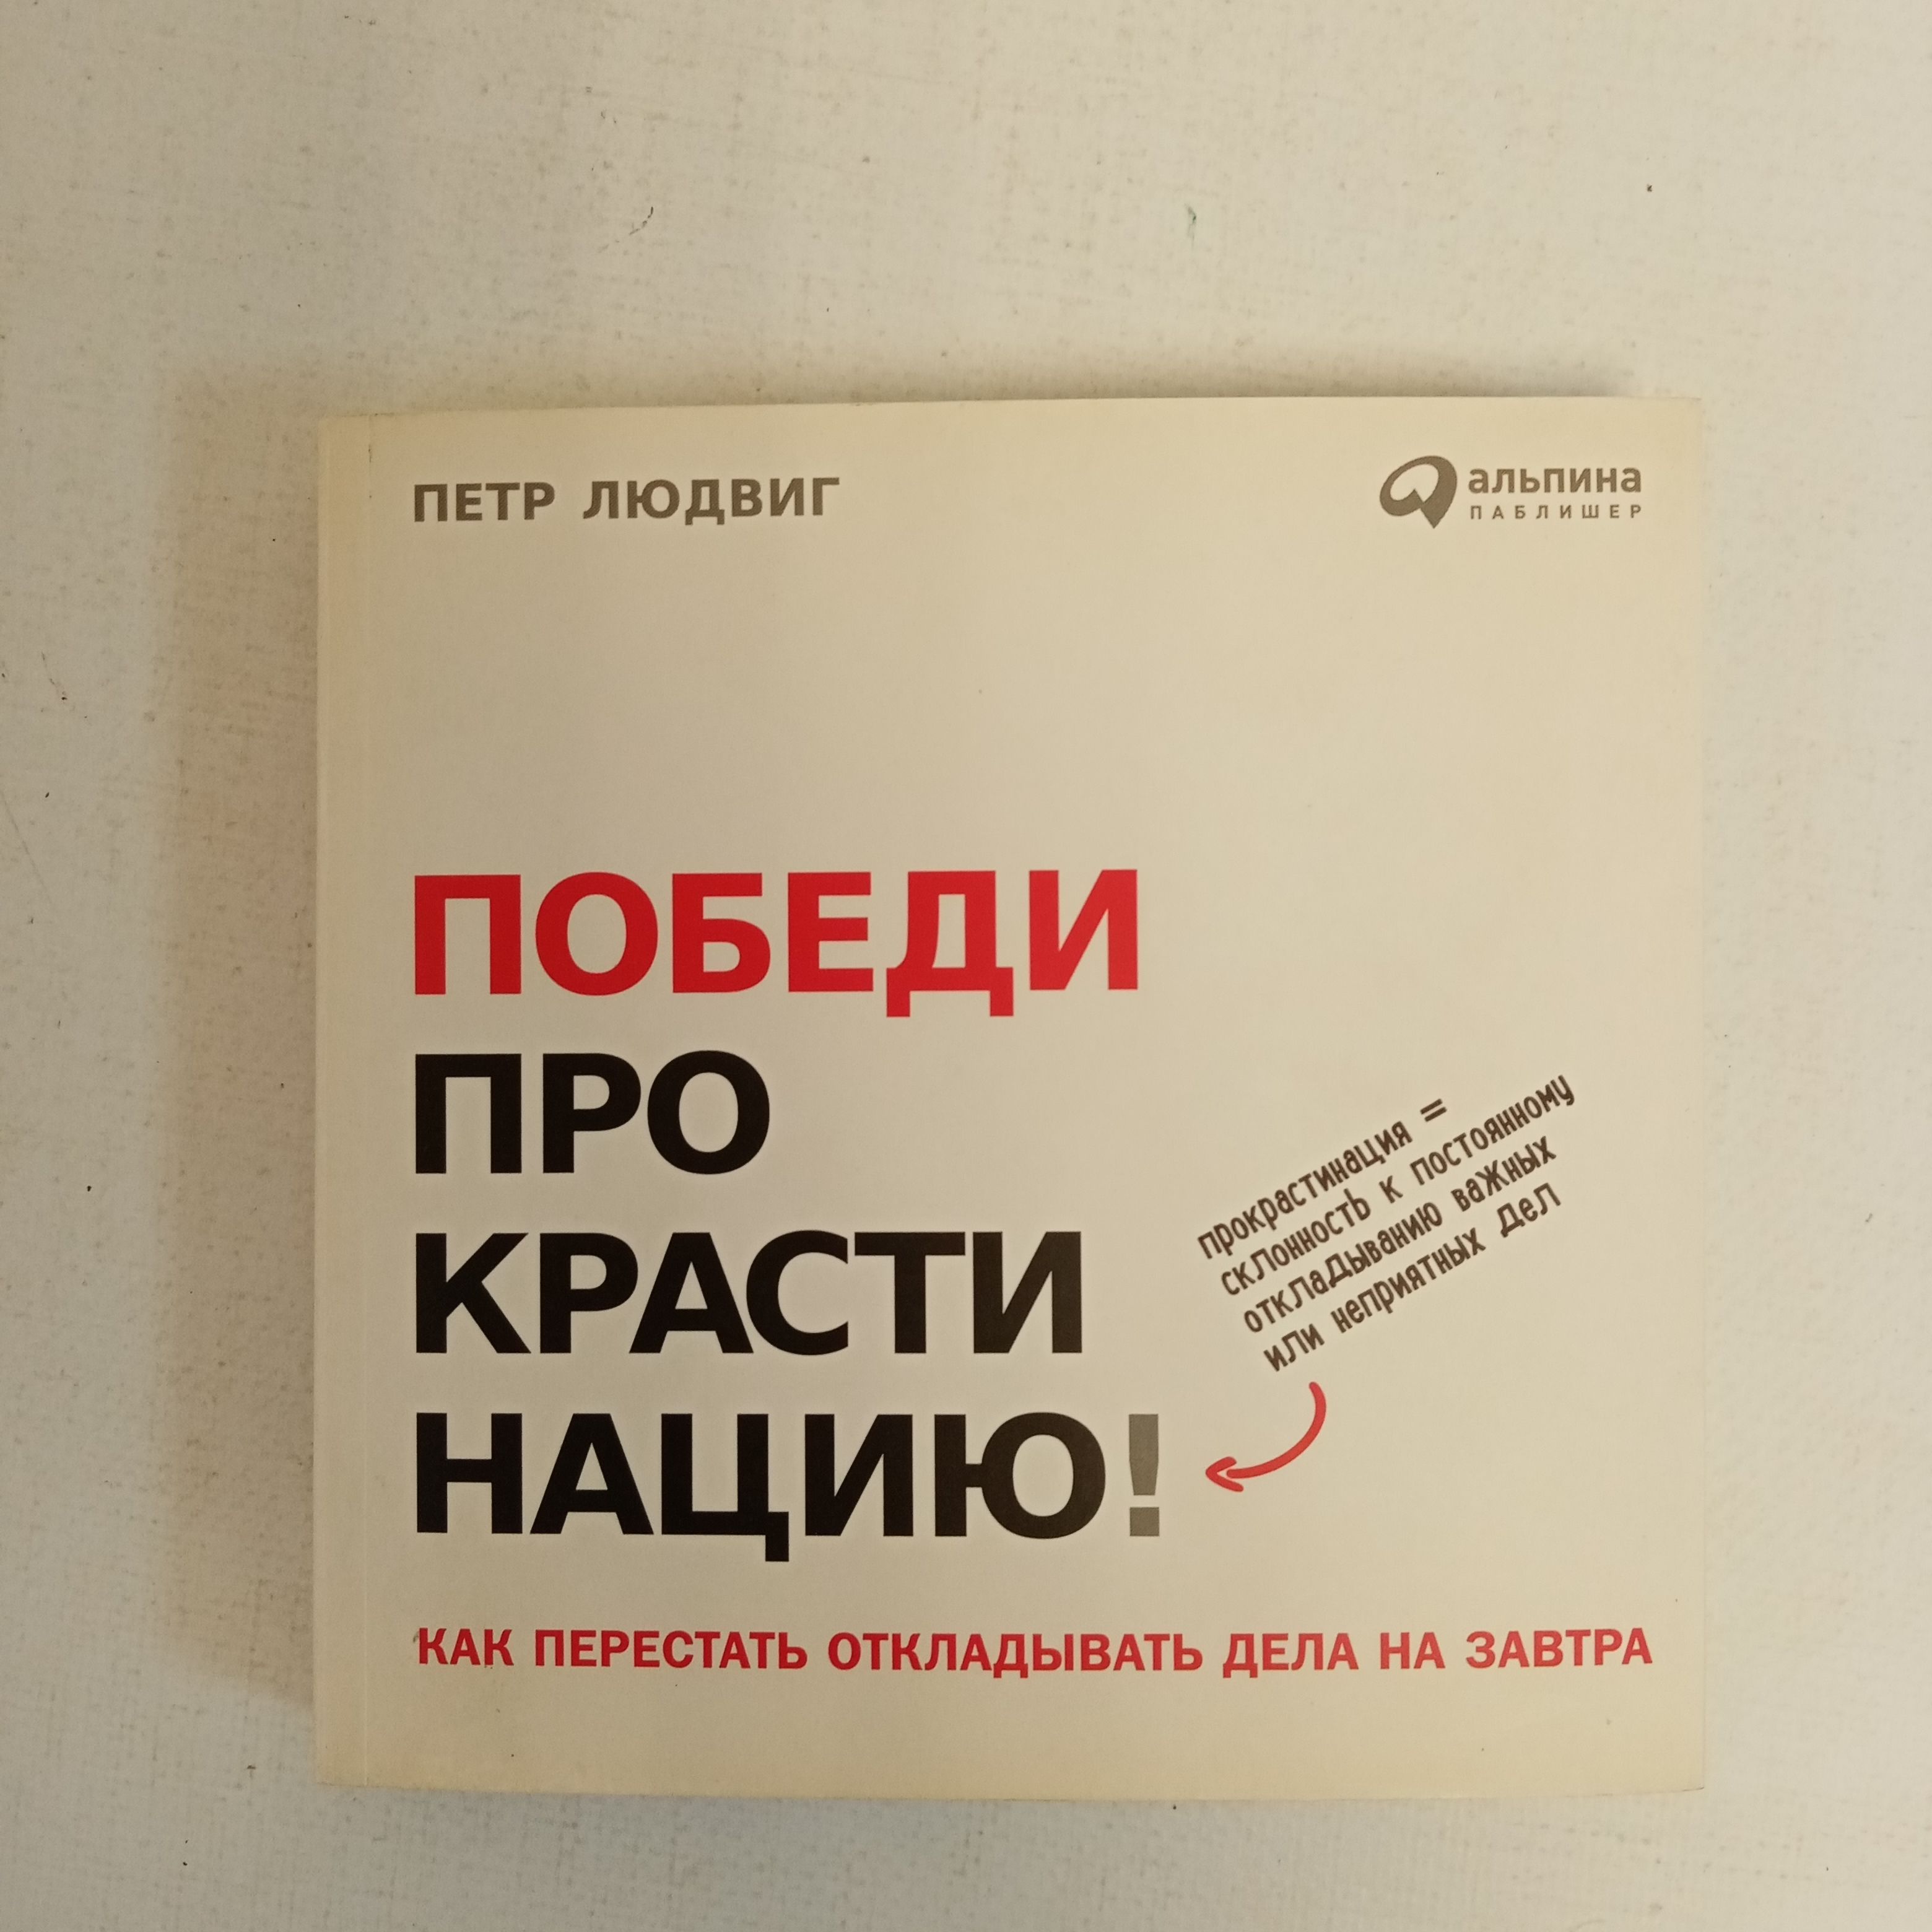 ПЕТР ЛЮДВИГ
альпина
ПАБЛИШЕР
ПОБЕДИ
ПРО
КРАСТИ
НАЦИЮ!
прокрастинация =
склонность к постоянному
откладыванию важных
или неприятных дел
КАК ПЕРЕСТАТЬ ОТКЛАДЫВАТЬ ДЕЛА НА ЗАВТРА